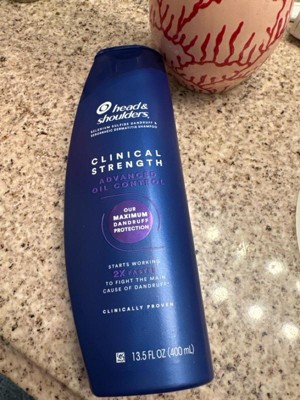 head &
shoulders
SELENIUM SULFIDE DANDRUFF &
SEBORRHEIC DERMATITIS SHAMPOO
CLINICAL
STRENGTH
ADVANCED
OIL CONTROL
OUR
MAXIMUM
DANDRUFF
PROTECTION
STARTS WORKING
2X FASTER
TO FIGHT THE MAIN
CAUSE OF DANDRUFF
CLINICALLY PROVEN
13.5 FL OZ (400 mL)